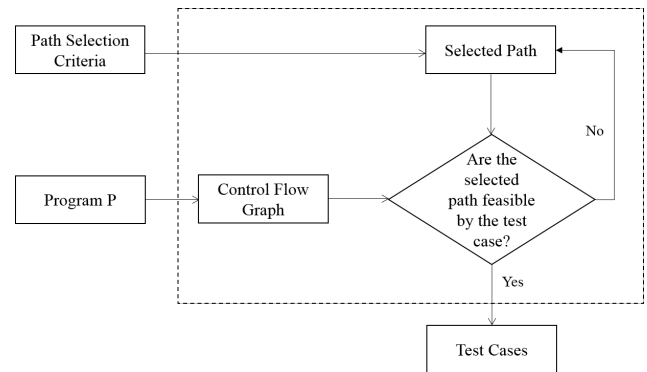 Path Selection
Criteria
Selected Path
No
Are the
selected
path feasible
by the test
case?
Program P
Control Flow
Graph
Yes
Test Cases